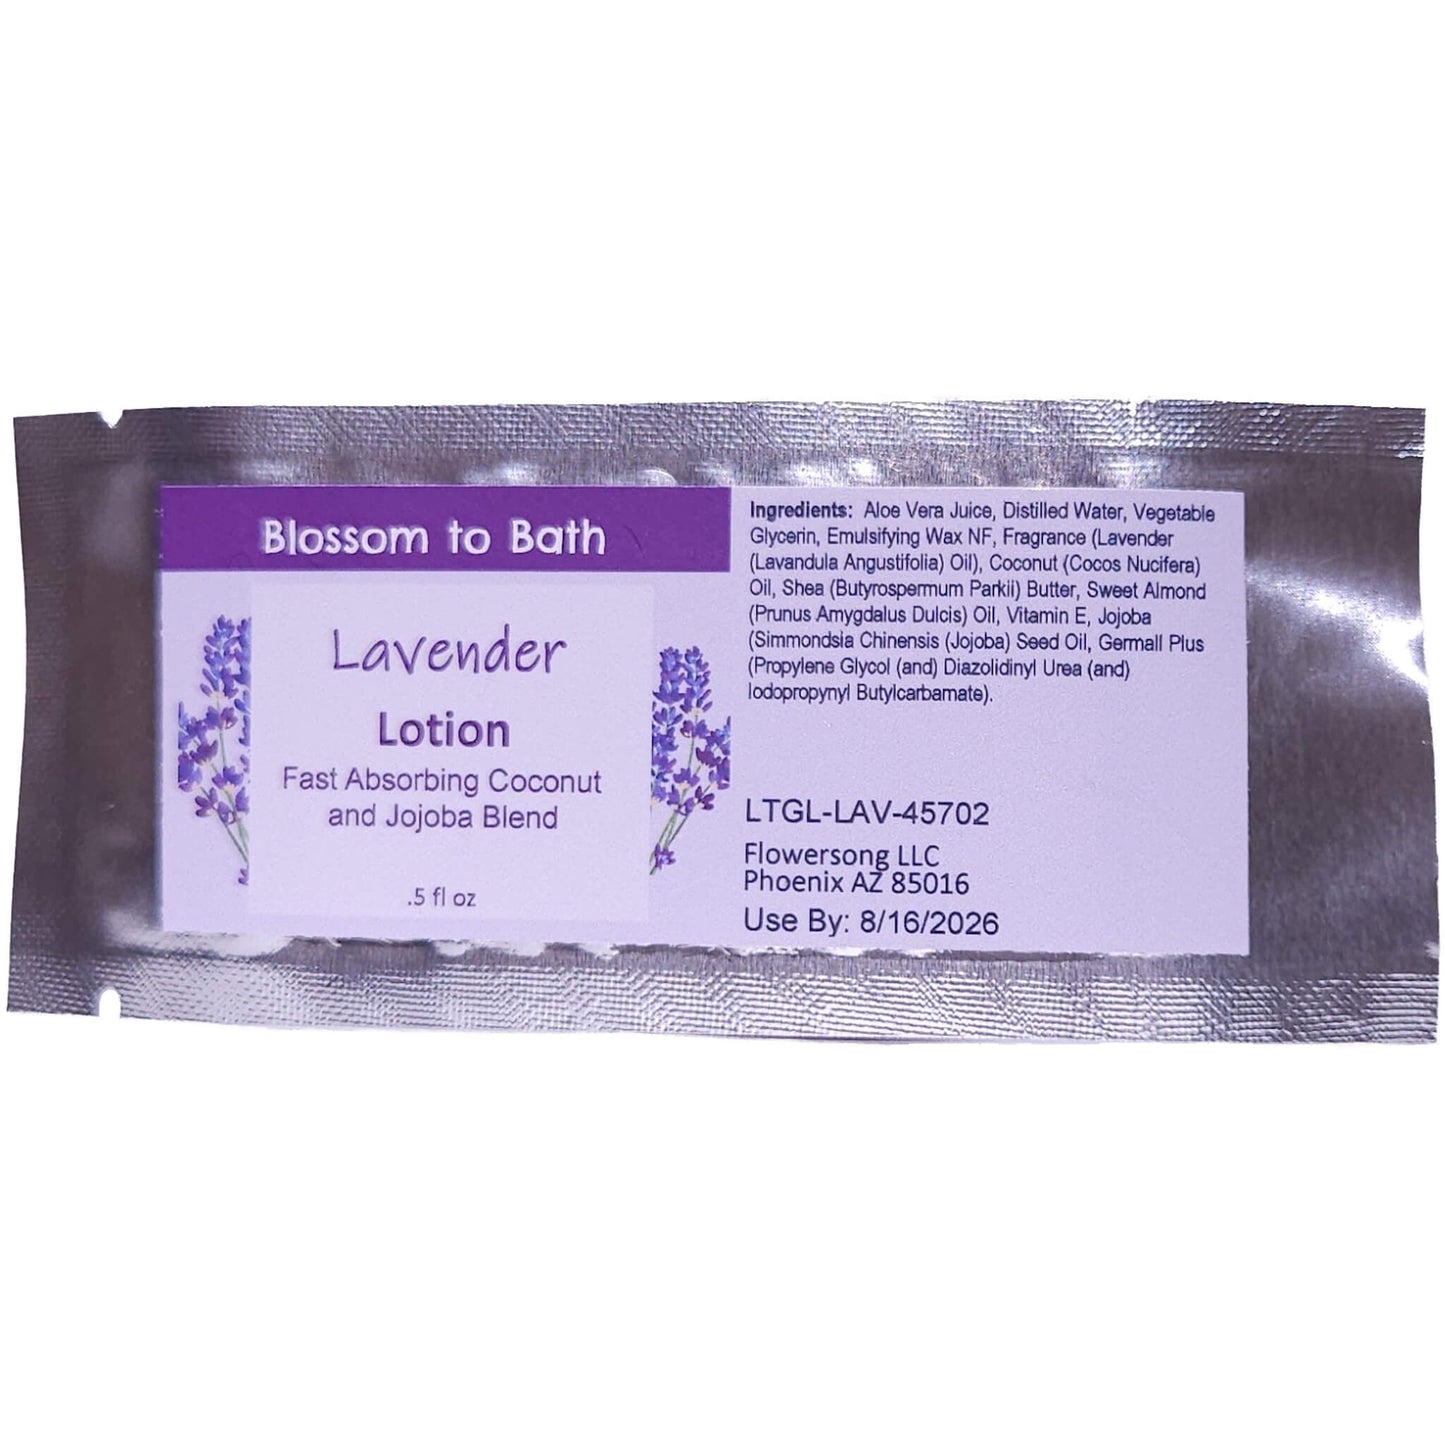 Blossom to Bath
Lavender
Lotion
Fast Absorbing Coconut
and Jojoba Blend
.5 fl oz
Ingredients: Aloe Vera Juice, Distilled Water, Vegetable
Glycerin, Emulsifying Wax NF, Fragrance (Lavender
(Lavandula Angustifolia) Oil), Coconut (Cocos Nucifera)
Oil, Shea (Butyrospermum Parkii) Butter, Sweet Almond
(Prunus Amygdalus Dulcis) Oil, Vitamin E, Jojoba
(Simmondsia Chinensis (Jojoba) Seed Oil, Germall Plus
(Propylene Glycol (and) Diazolidinyl Urea (and)
Iodopropynyl Butylcarbamate).
LTGL-LAV-45702
Flowersong LLC
Phoenix AZ 85016
Use By: 8/16/2026